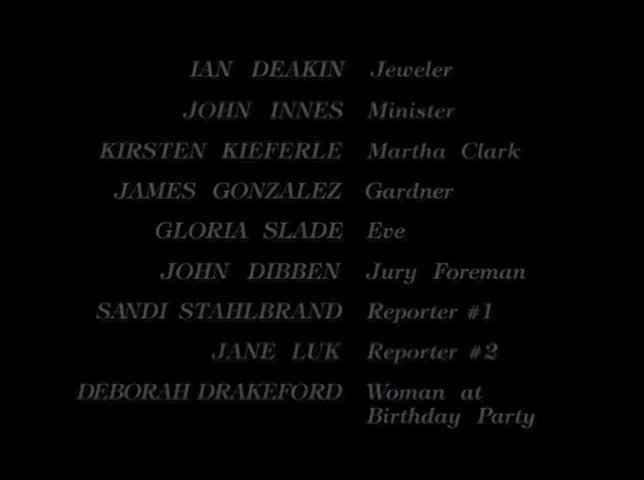 IAN DEAKIN Jeweler
JOHN INNES Minister
KIRSTEN KIEFERLE Martha Clark
JAMES GONZALEZ Gardner
GLORIA SLADE Eve
JOHN DIBBEN Jury Foreman
SANDI STAHLBRAND Reporter #1
JANE LUK Reporter #2
DEBORAH DRAKEFORD Woman at
Birthday Party